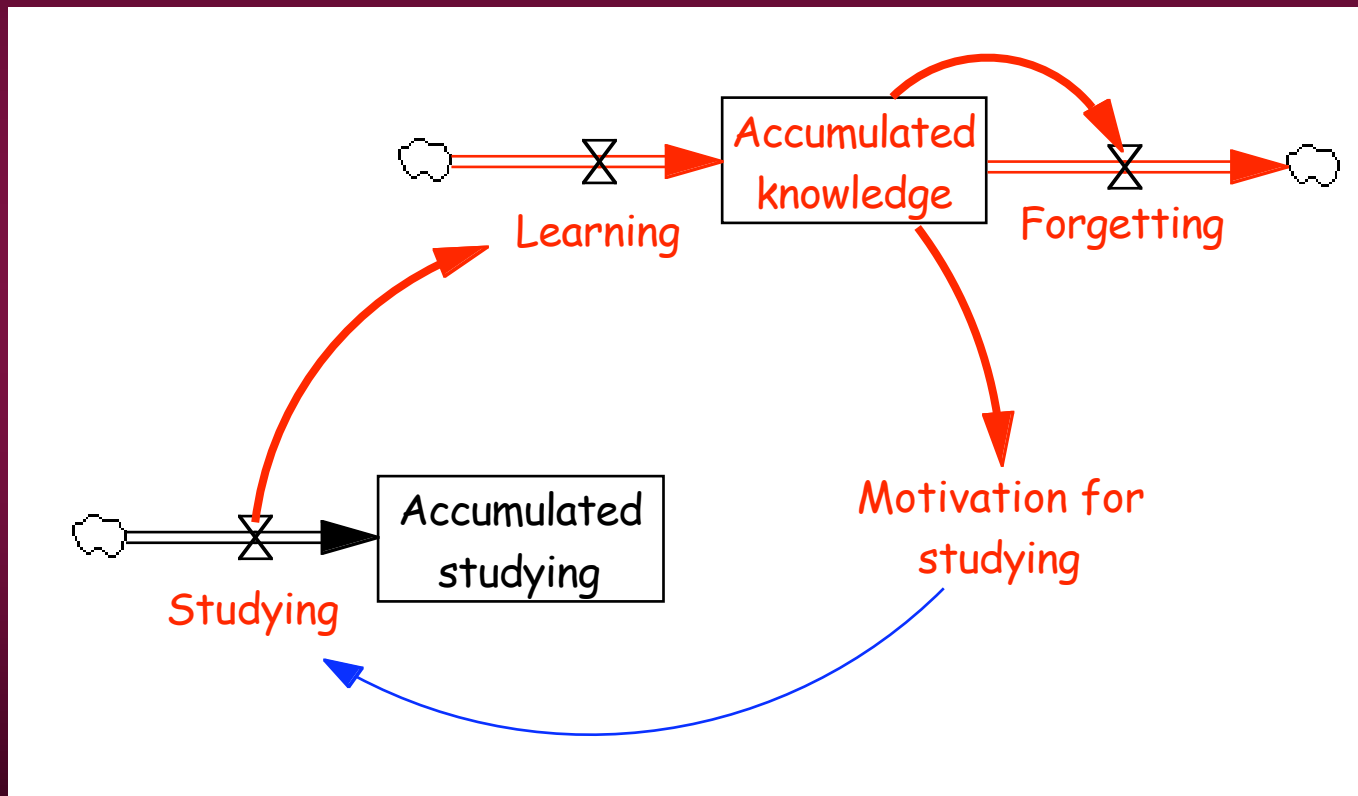 Accumulated
knowledge
Learning
Forgetting
Motivation for
studying
Accumulated
studying
Studying